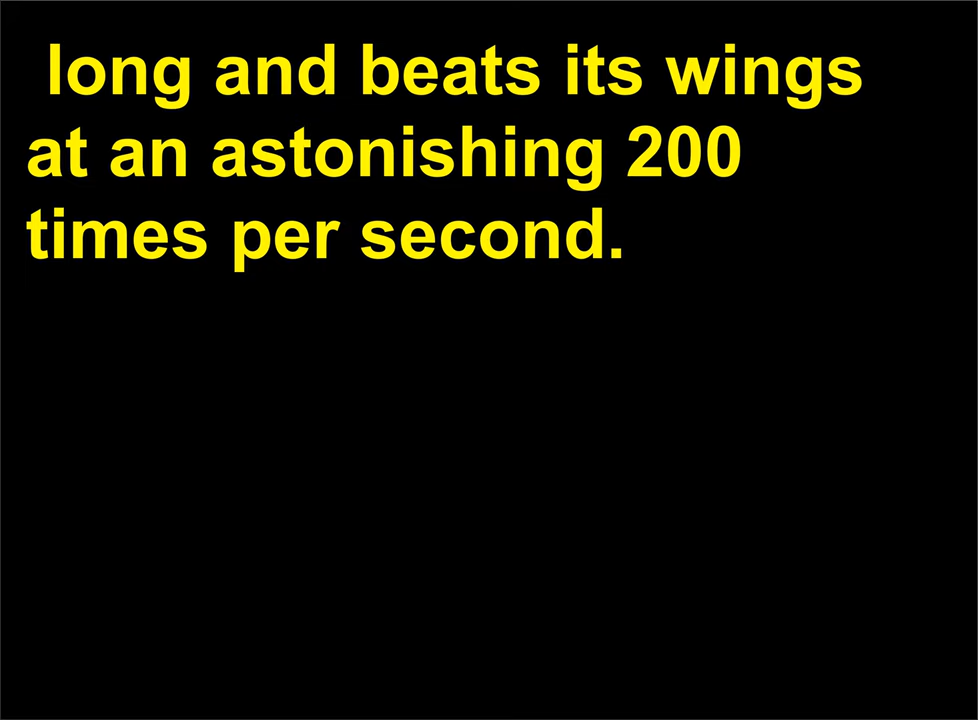 long and beats its wings
at an astonishing 200
times per second.